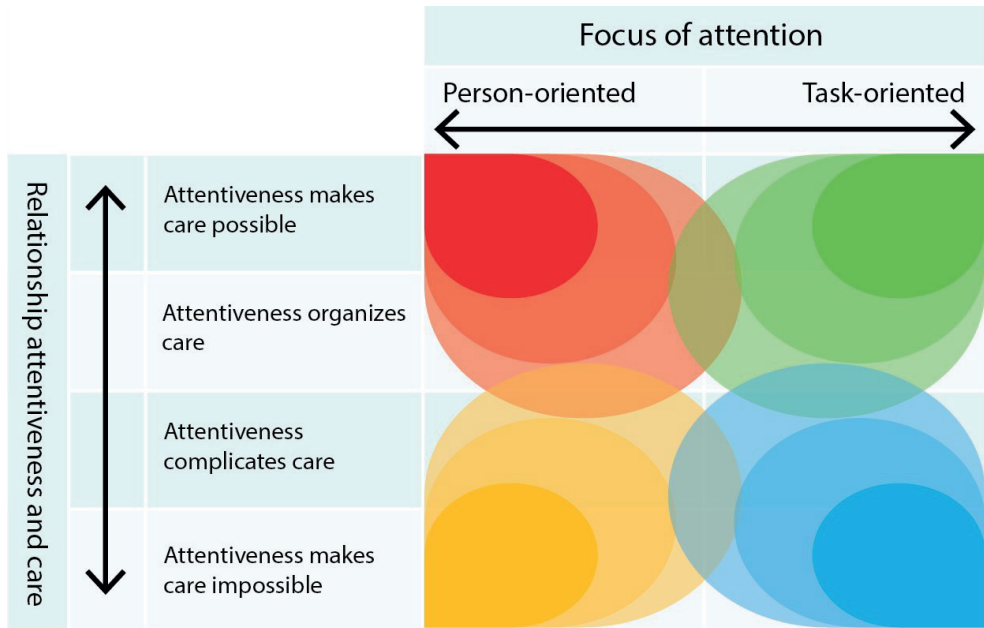 Focus of attention
Person-oriented
Task-oriented
Relationship attentiveness and care
Attentiveness makes
care possible
Attentiveness organizes
care
Attentiveness
complicates care
Attentiveness makes
care impossible